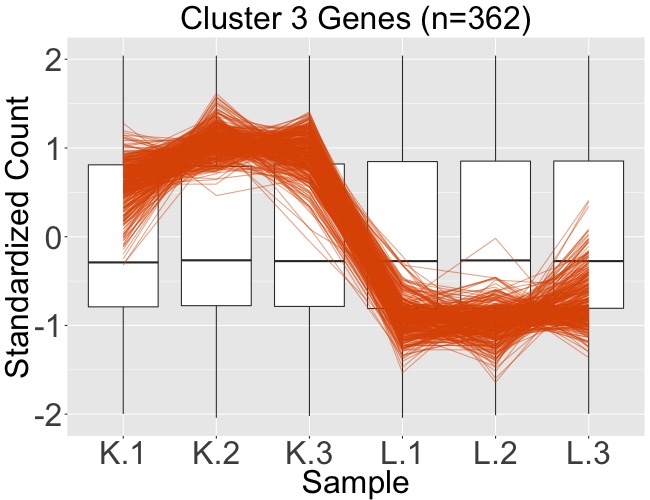 Cluster 3 Genes (n=362)
Standardized Count
2
1
0
-1
-2
K.1 K.2 K.3 L.1 L.2 L.3
Sample